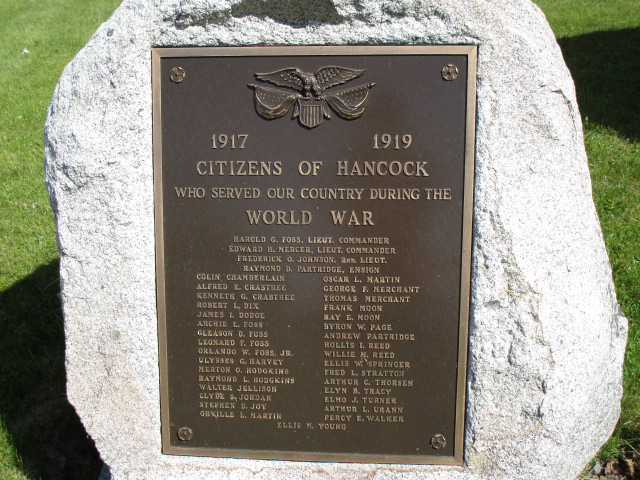 1917 1919
CITIZENS OF HANCOCK
WHO SERVED OUR COUNTRY DURING THE
WORLD WAR
HAROLD G. FOSS, LIEUT. COMMANDER
EDWARD H. MERCER, LIEUT. COMMANDER
FREDERICK O. JOHNSON, 2ND. LIEUT.
RAYMOND D. PARTRIDGE, ENSIGN
COLIN, CHAMBERLAIN
ALFRED E. CRABTREE
KENNETH G. CRABTREE
ROBERT L. DIX
JAMES I. DODGE
ARCHIE L. FOSS
GLEASON D. FOSS
LEONARD F. FOSS
ORLANDO W. FOSS, JR.
ULYSSES G. HARVEY
MERTON O. HODGKINS
RAYMOND L. HODGKINS
WALTER JELLISON
CLYDE S. JORDAN
STEPHEN D. JOY
ORVILLE L. MARTIN
OSCAR L. MARTIN
GEORGE F. MERCHANT
THOMAS MERCHANT
FRANK MOON
RAY E. MOON
BYRON W. PAGE
ANDREW PARTRIDGE
HOLLIS I. REED
WILLIE M. REED
ELLIS W. SPRINGER
FRED L. STRATTON
ARTHUR C. THORSEN
ELYN B. TRACY
ELMO J. TURNER
ARTHUR L. URANN
PERCY E. WALKER
ELLIS M. YOUNG